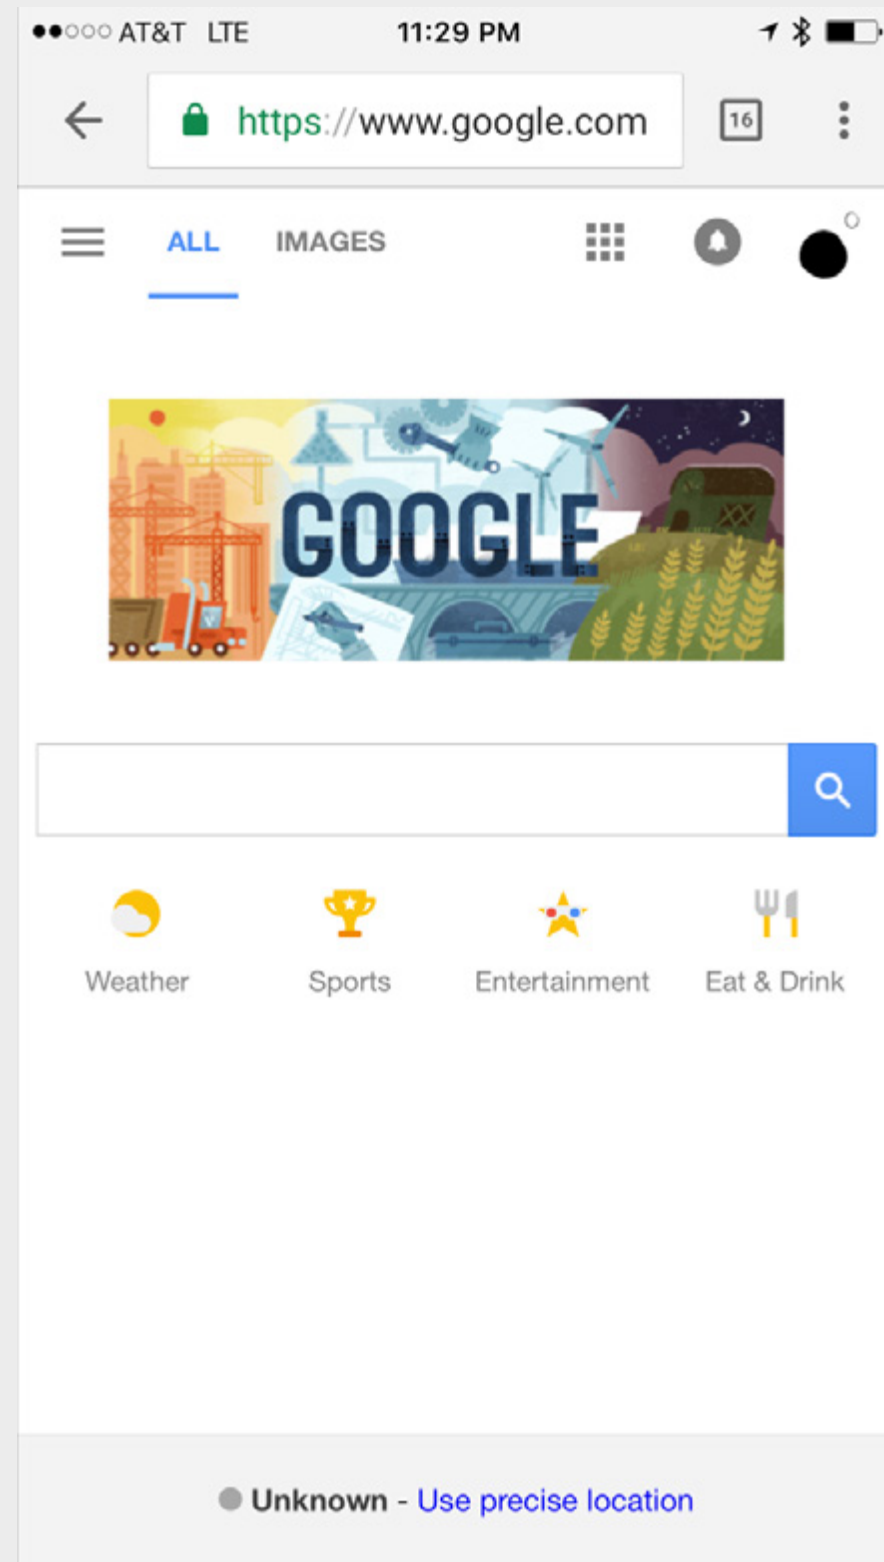 AT&T LTE 11:29 PM
https://www.google.com 16
ALL IMAGES
GOOGLE
Weather Sports Entertainment Eat & Drink
Unknown - Use precise location